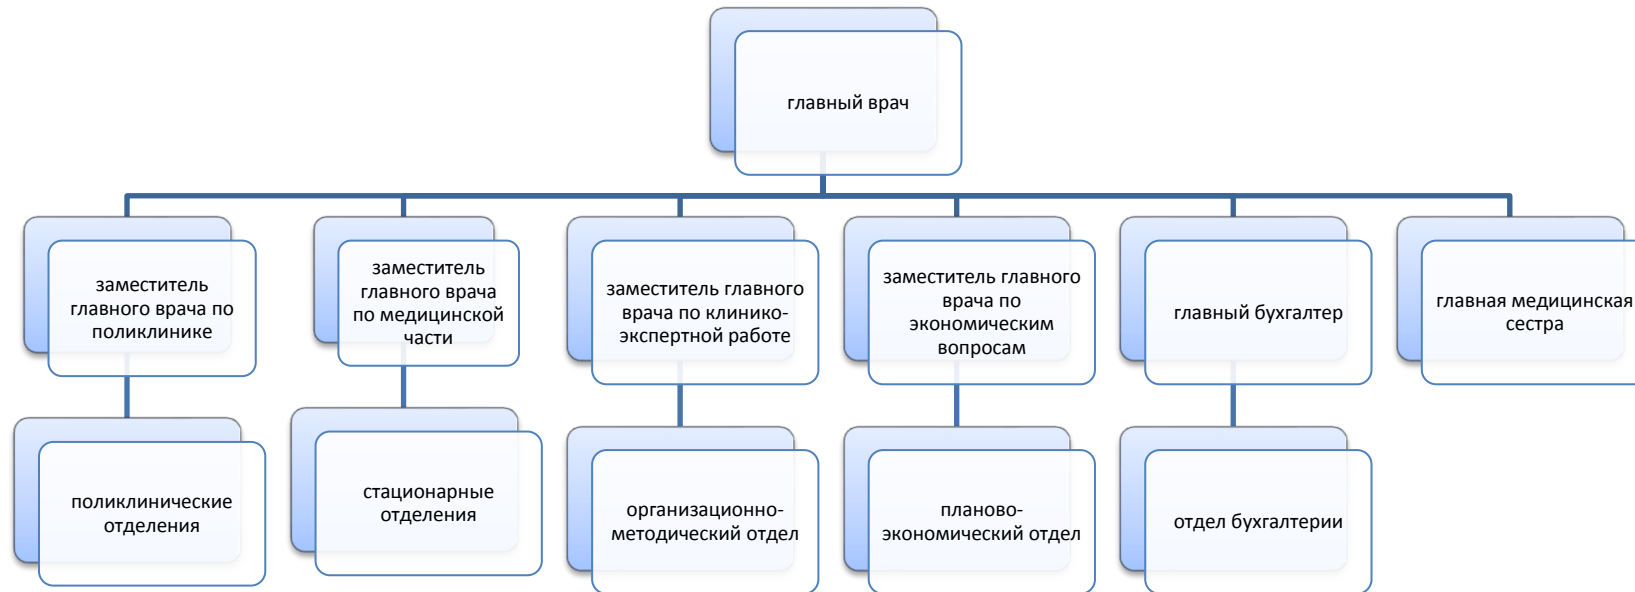 главный врач
заместитель
главного врача по
поликлинике
заместитель
главного врача
по медицинской
части
заместитель главного
врача по клинико-
экспертной работе
заместитель главного
врача по
экономическим
вопросам
главный бухгалтер
главная медицинская
сестра
поликлинические
отделения
стационарные
отделения
организационно-
методический отдел
планово-
экономический отдел
отдел бухгалтерии